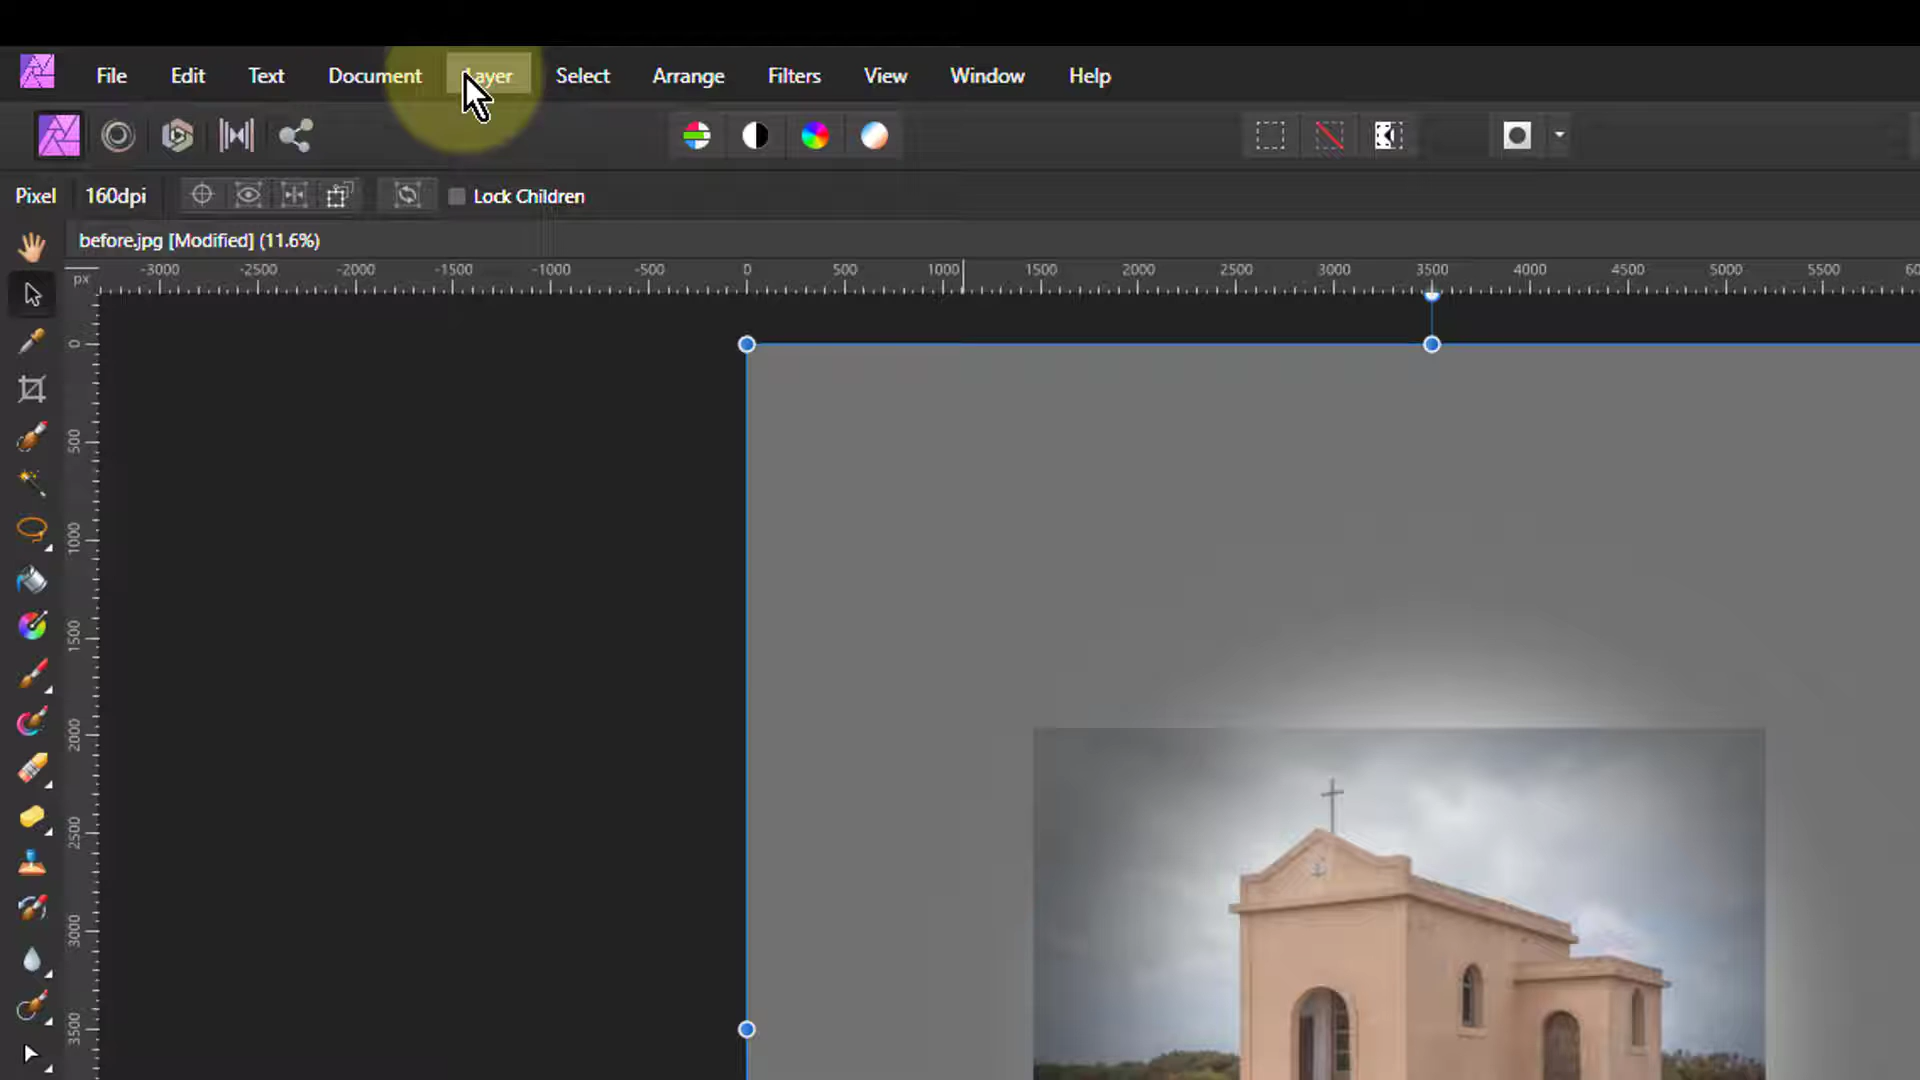 File Edit Text Document Layer Select Arrange Filters View Window Help
Pixel 160dpi Lock Children
before.jpg [Modified] (11.6%)
px -3000 -2500 -2000 -1500 -1000 -500 0 500 1000 1500 2000 2500 3000 3500 4000 4500 5000 5500
0
500
1000
1500
2000
2500
3000
3500